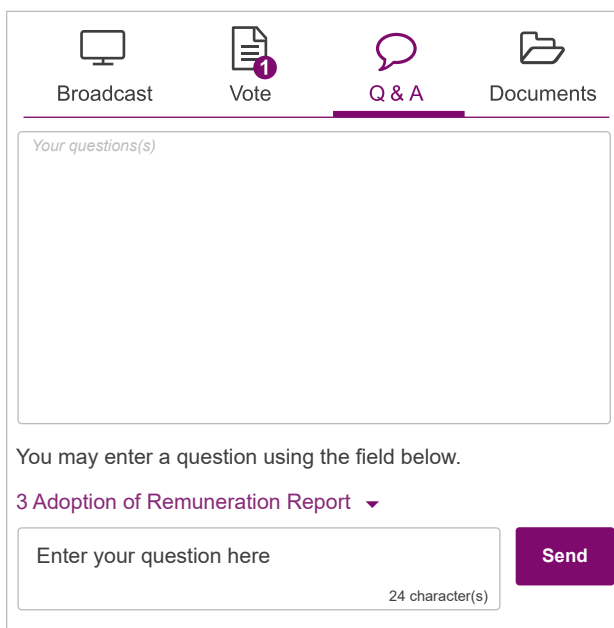 1
Broadcast Vote Q & A Documents
Your questions(s)
You may enter a question using the field below.
3 Adoption of Remuneration Report
Enter your question here
Send
24 character(s)